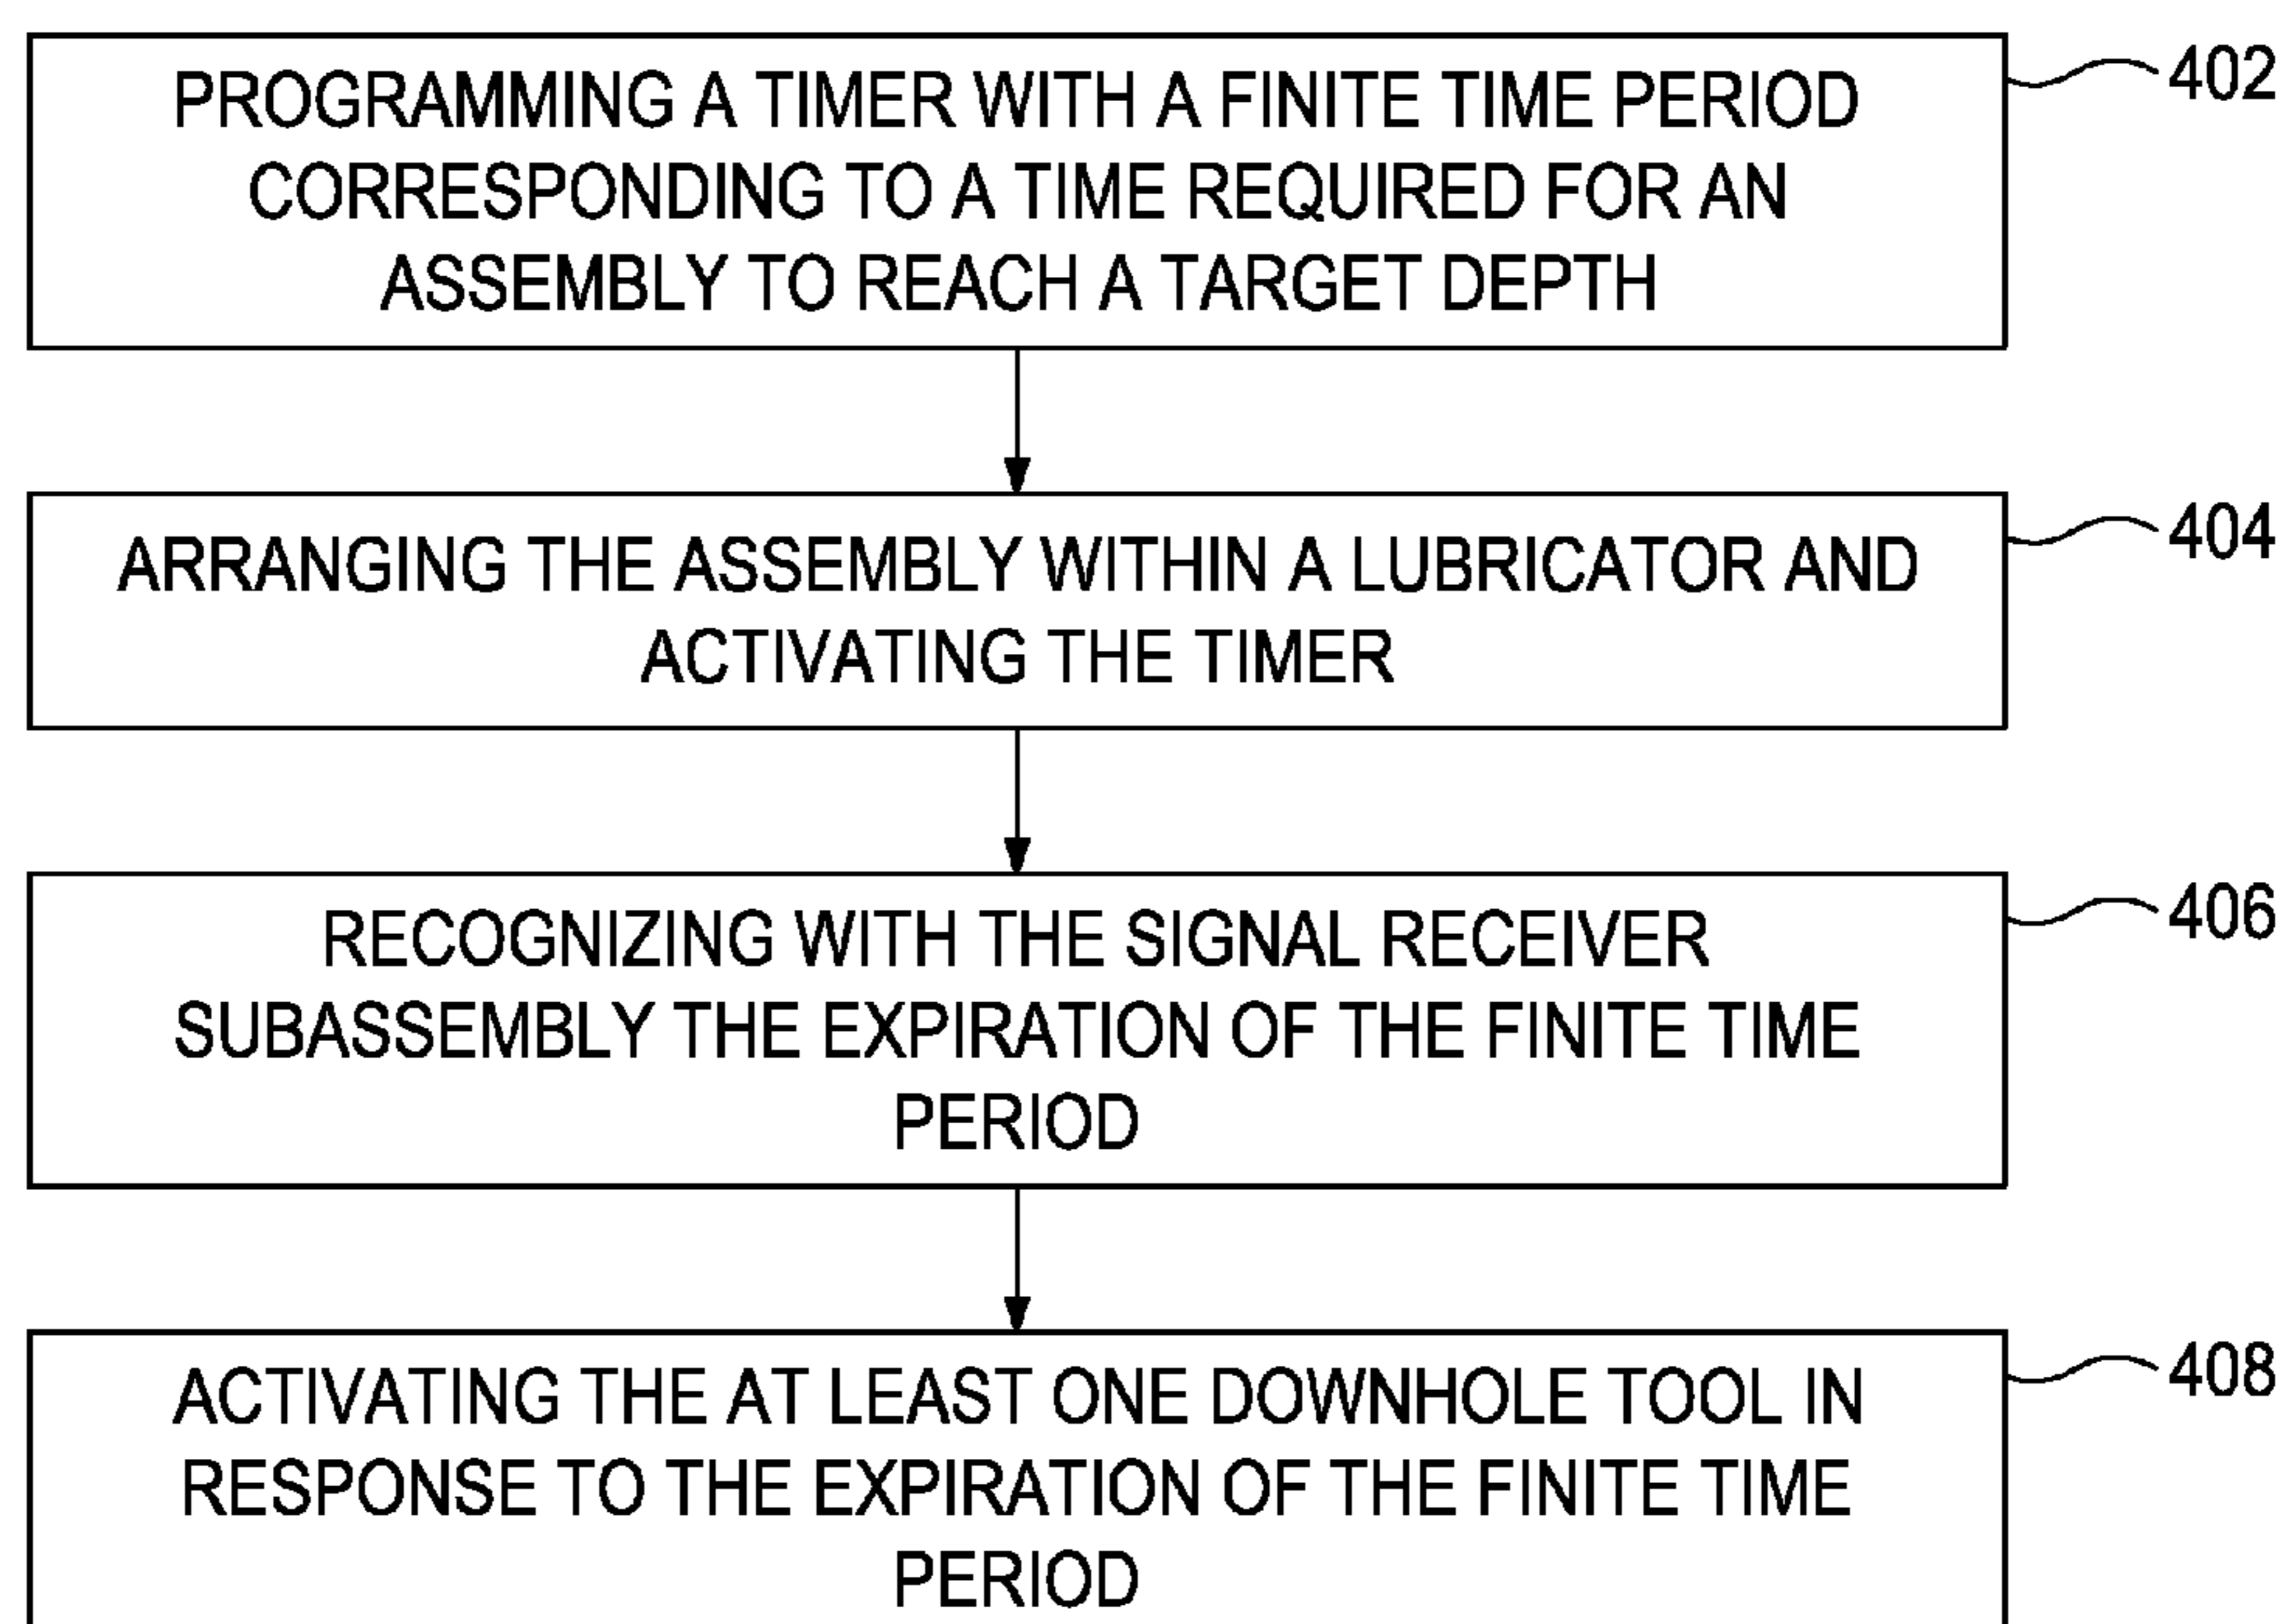 PROGRAMMING A TIMER WITH A FINITE TIME PERIOD
CORRESPONDING TO A TIME REQUIRED FOR AN
ASSEMBLY TO REACH A TARGET DEPTH
402
ARRANGING THE ASSEMBLY WITHIN A LUBRICATOR AND
ACTIVATING THE TIMER
404
RECOGNIZING WITH THE SIGNAL RECEIVER
SUBASSEMBLY THE EXPIRATION OF THE FINITE TIME
PERIOD
406
ACTIVATING THE AT LEAST ONE DOWNHOLE TOOL IN
RESPONSE TO THE EXPIRATION OF THE FINITE TIME
PERIOD
408